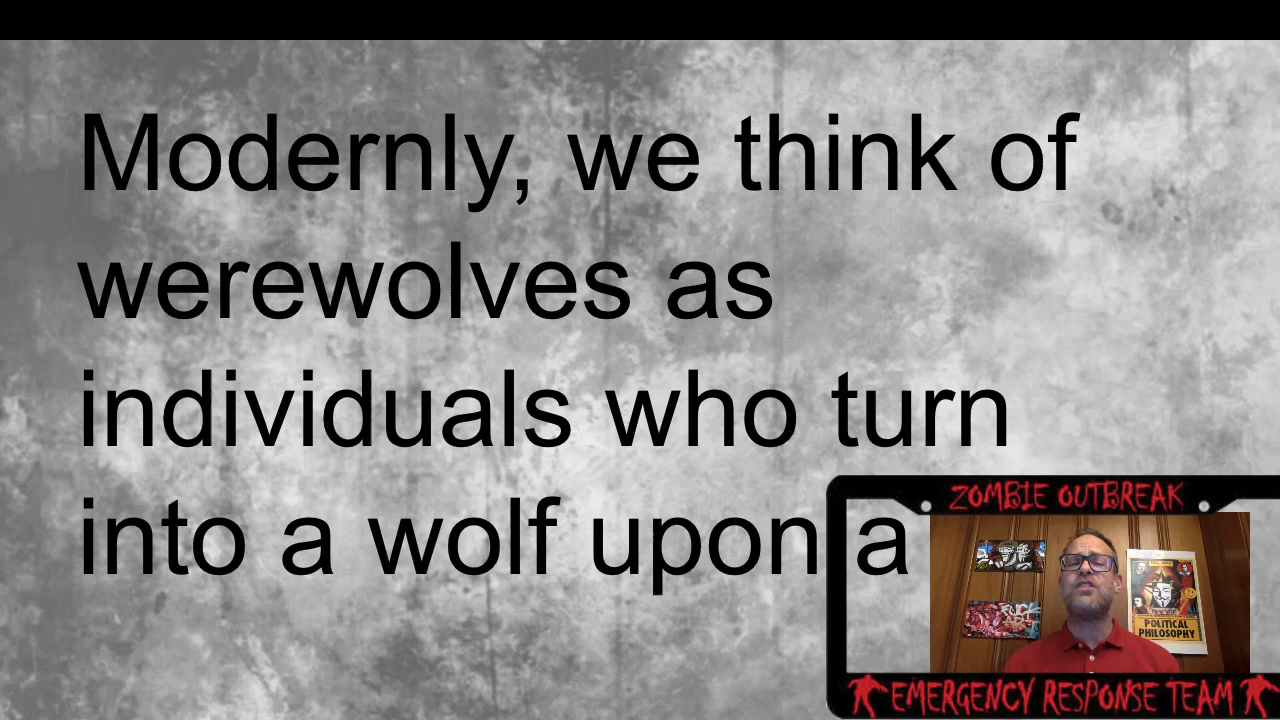 Modernly, we think of
werewolves as
individuals who turn
into a wolf upon a
ZOMBIE OUTBREAK
POLITICAL
PHILOSOPHY
EMERGENCY RESPONSE TEAM